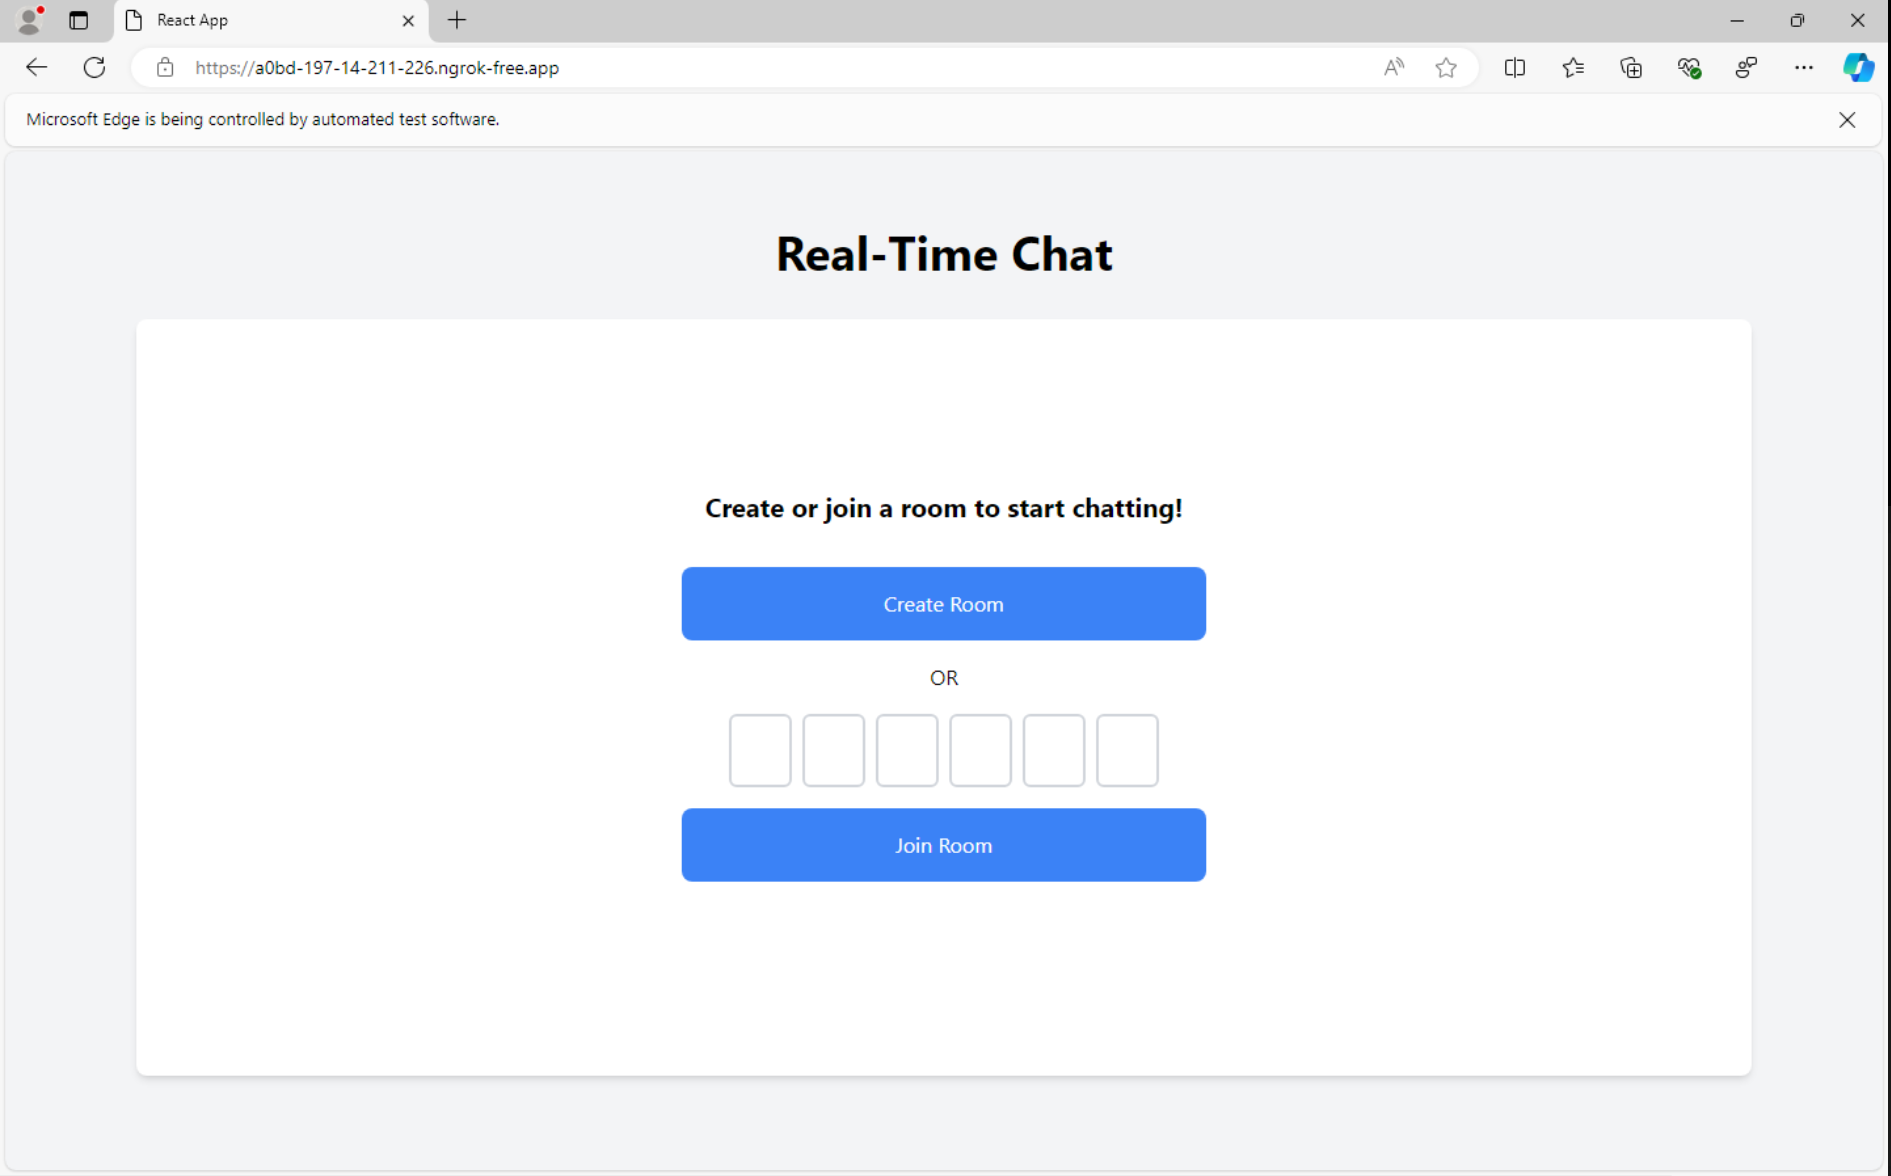 React App
https://a0bd-197-14-211-226.ngrok-free.app
Microsoft Edge is being controlled by automated test software.
Real-Time Chat
Create or join a room to start chatting!
Create Room
OR
Join Room